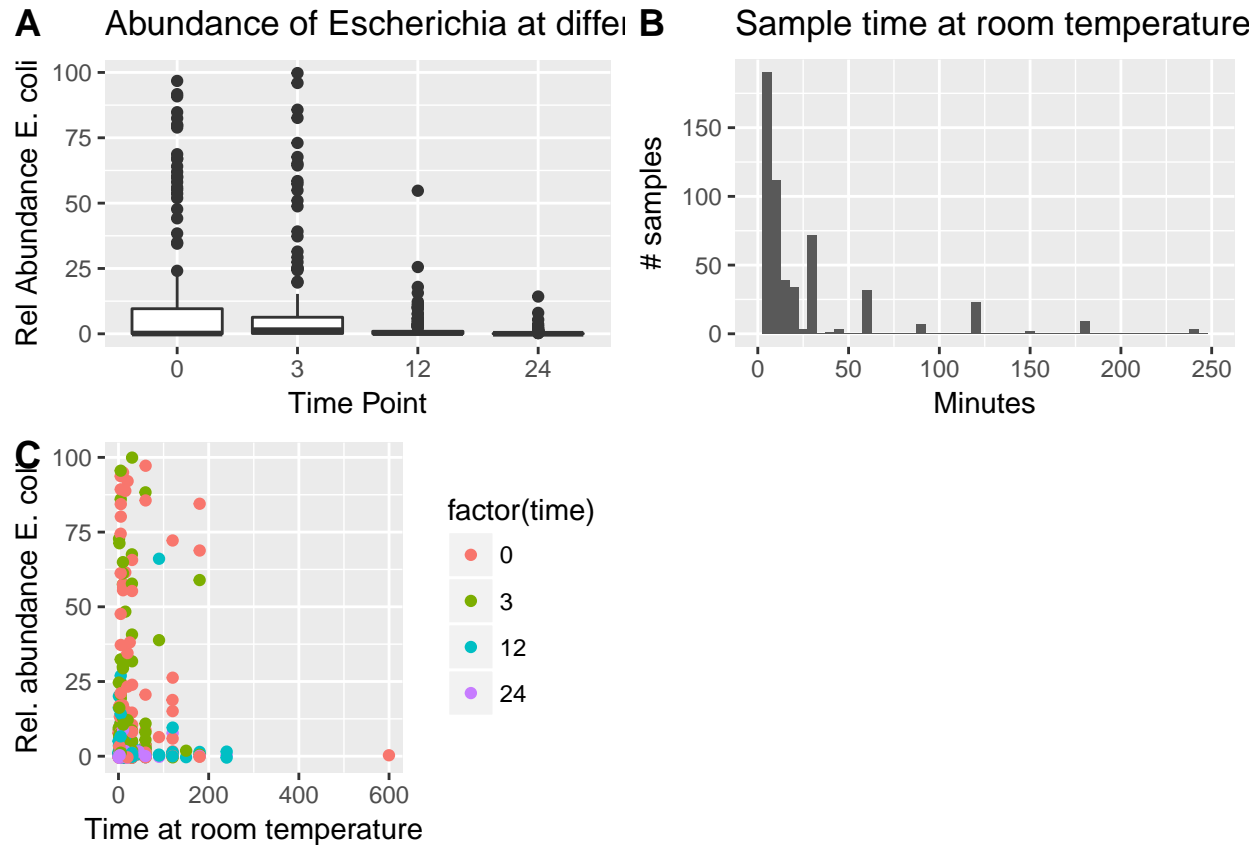 A Abundance of Escherichia at differ
Rel Abundance E. coli
100
75
50
25
0
0 3 12 24
Time Point
B Sample time at room temperature
# samples
150
100
50
0
0 50 100 150 200 250
Minutes
C
Rel. abundance E. coli
100
75
50
25
0
0 200 400 600
Time at room temperature
factor(time)
0
3
12
24